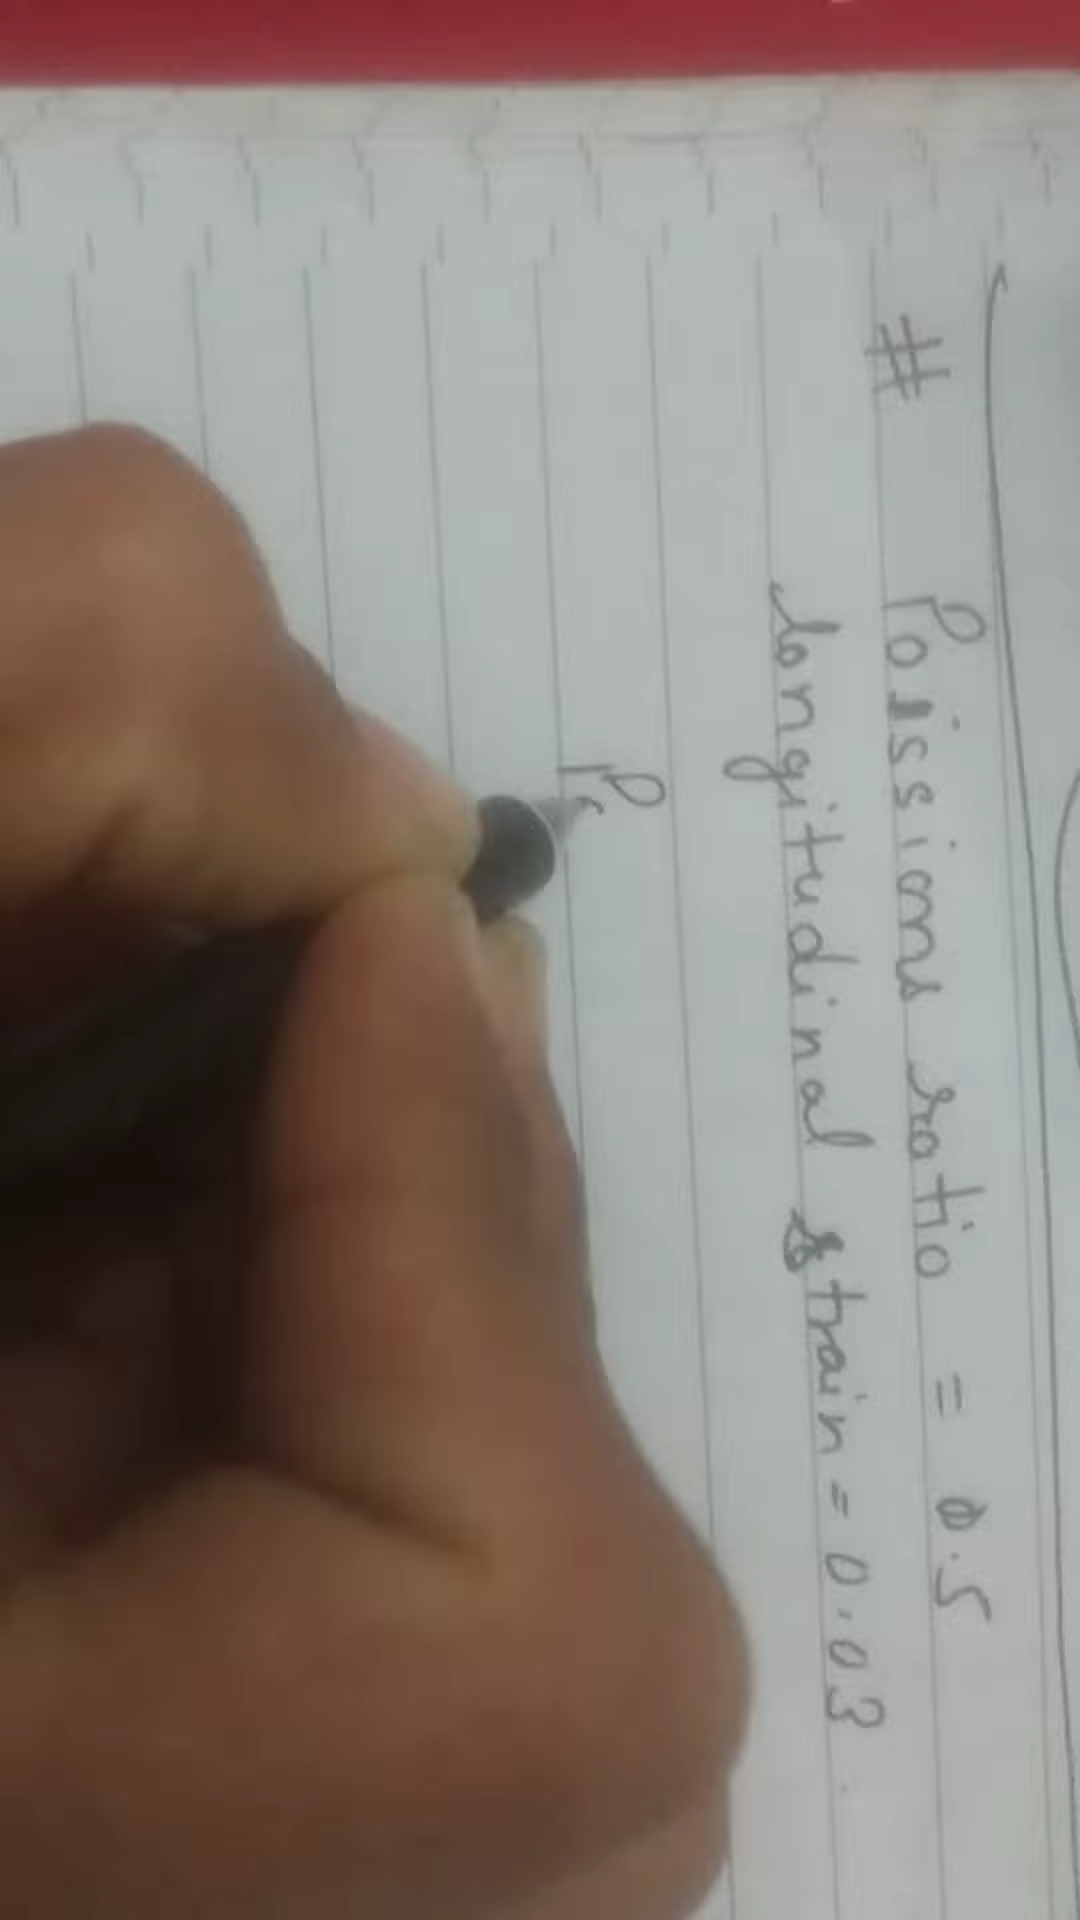 # Poissions ratio = 0.5
longitudinal strain = 0.03
P